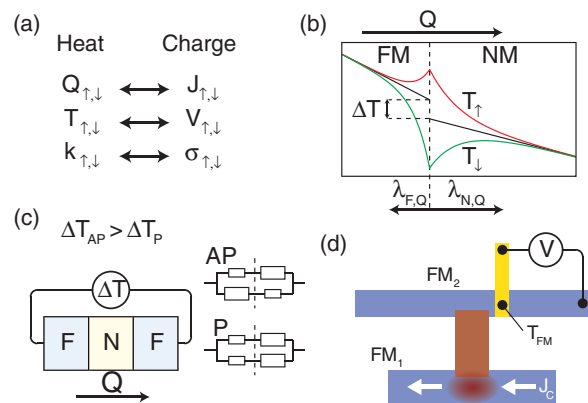 (a)
Heat Charge
Q↑,↓ J↑,↓
T↑,↓ V↑,↓
k↑,↓ σ↑,↓
(b)
Q
FM NM
ΔT
T↑
T↓
λF,Q λN,Q
(c)
ΔTAP > ΔTP
ΔT
F N F
Q
AP
P
(d)
V
FM2
TFM
FM1
JC